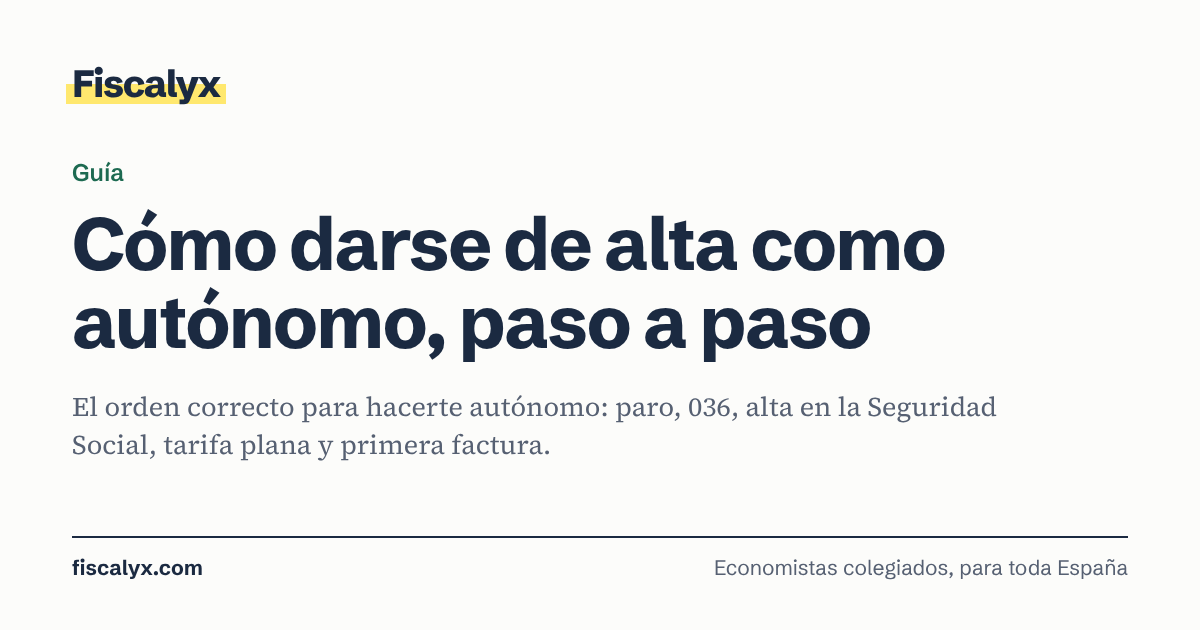 Fiscalyx
Guía
Cómo darse de alta como
autónomo, paso a paso
El orden correcto para hacerte autónomo: paro, 036, alta en la Seguridad
Social, tarifa plana y primera factura.
fiscalyx.com
Economistas colegiados, para toda España